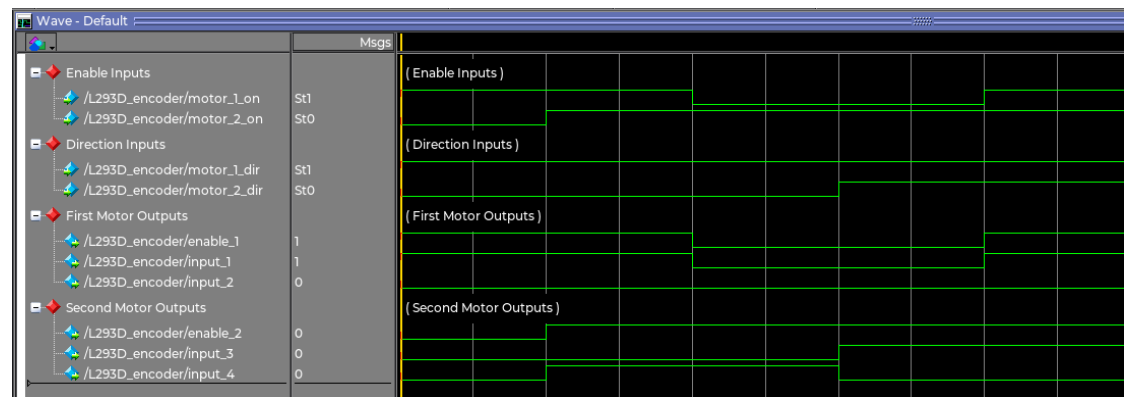 Wave - Default
Msgs
Enable Inputs
( Enable Inputs )
/L293D_encoder/motor_1_on St1
/L293D_encoder/motor_2_on St0
Direction Inputs
( Direction Inputs )
/L293D_encoder/motor_1_dir St1
/L293D_encoder/motor_2_dir St0
First Motor Outputs
( First Motor Outputs )
/L293D_encoder/enable_1 1
/L293D_encoder/input_1 1
/L293D_encoder/input_2 0
Second Motor Outputs
( Second Motor Outputs )
/L293D_encoder/enable_2 0
/L293D_encoder/input_3 0
/L293D_encoder/input_4 0